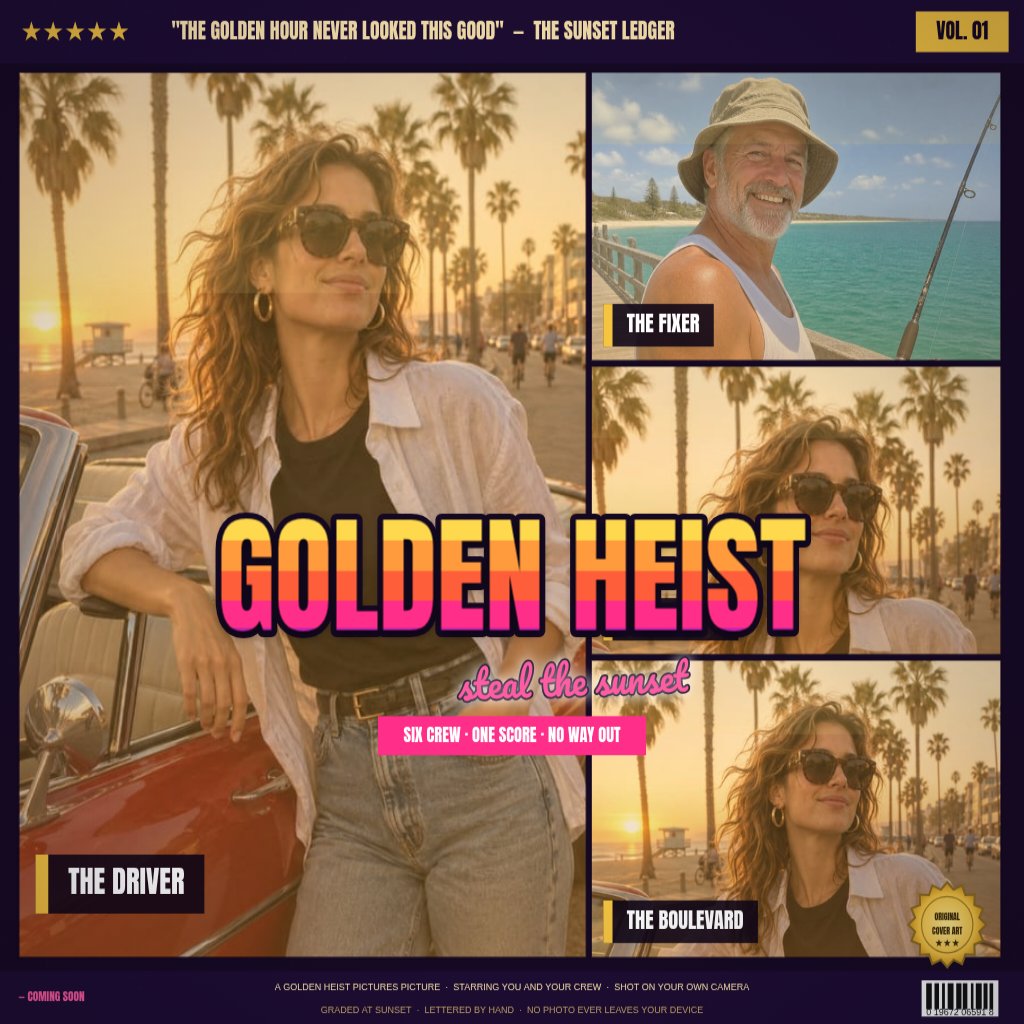 ★★★★★ "THE GOLDEN HOUR NEVER LOOKED THIS GOOD" – THE SUNSET LEDGER
VOL. 01
THE FIXER
GOLDEN HEIST
steal the sunset
SIX CREW · ONE SCORE · NO WAY OUT
THE DRIVER
THE BOULEVARD
ORIGINAL
COVER ART
★★★
– COMING SOON
A GOLDEN HEIST PICTURES PICTURE · STARRING YOU AND YOUR CREW · SHOT ON YOUR OWN CAMERA
GRADED AT SUNSET · LETTERED BY HAND · NO PHOTO EVER LEAVES YOUR DEVICE